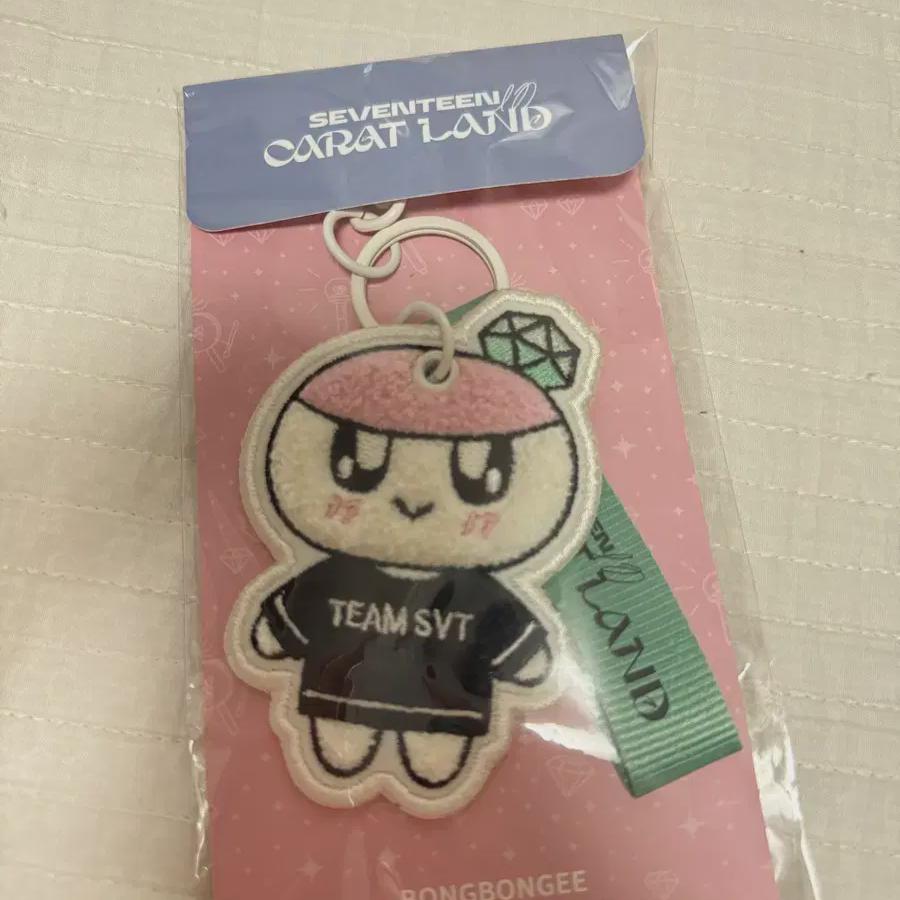 SEVENTEEN
CARAT LAND
TEAM SVT
LAND
BONGBONGEE